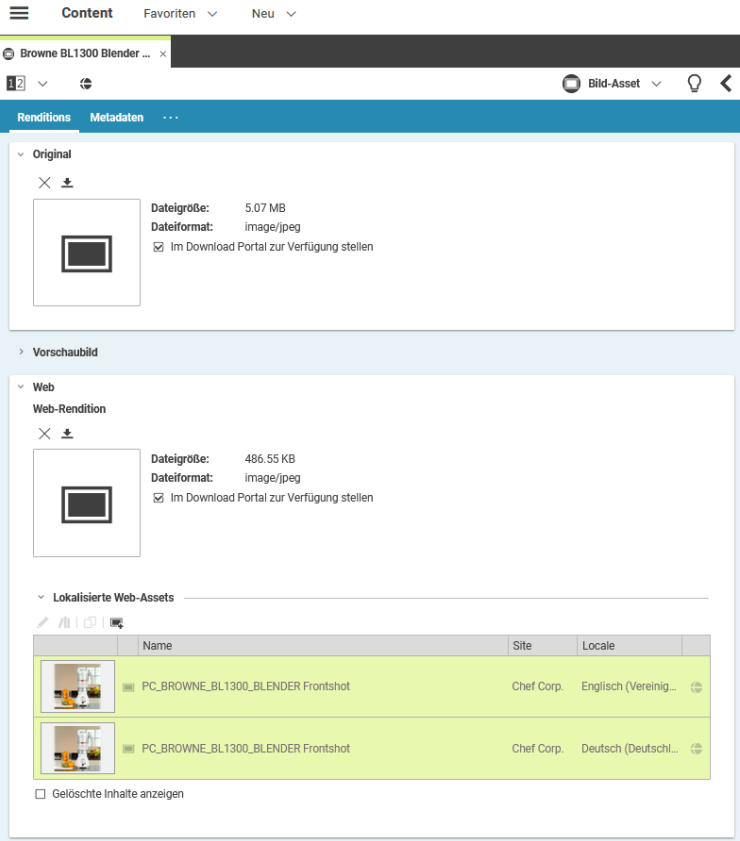 Content Favoriten Neu
Browne BL1300 Blender ... ×
12 Bild-Asset
Renditions Metadaten ...
Original
Dateigröße: 5.07 MB
Dateiformat: image/jpeg
Im Download Portal zur Verfügung stellen
Vorschaubild
Web
Web-Rendition
Dateigröße: 486.55 KB
Dateiformat: image/jpeg
Im Download Portal zur Verfügung stellen
Lokalisierte Web-Assets
Name Site Locale
PC_BROWNE_BL1300_BLENDER Frontshot Chef Corp. Englisch (Vereinig...
PC_BROWNE_BL1300_BLENDER Frontshot Chef Corp. Deutsch (Deutschl...
Gelöschte Inhalte anzeigen